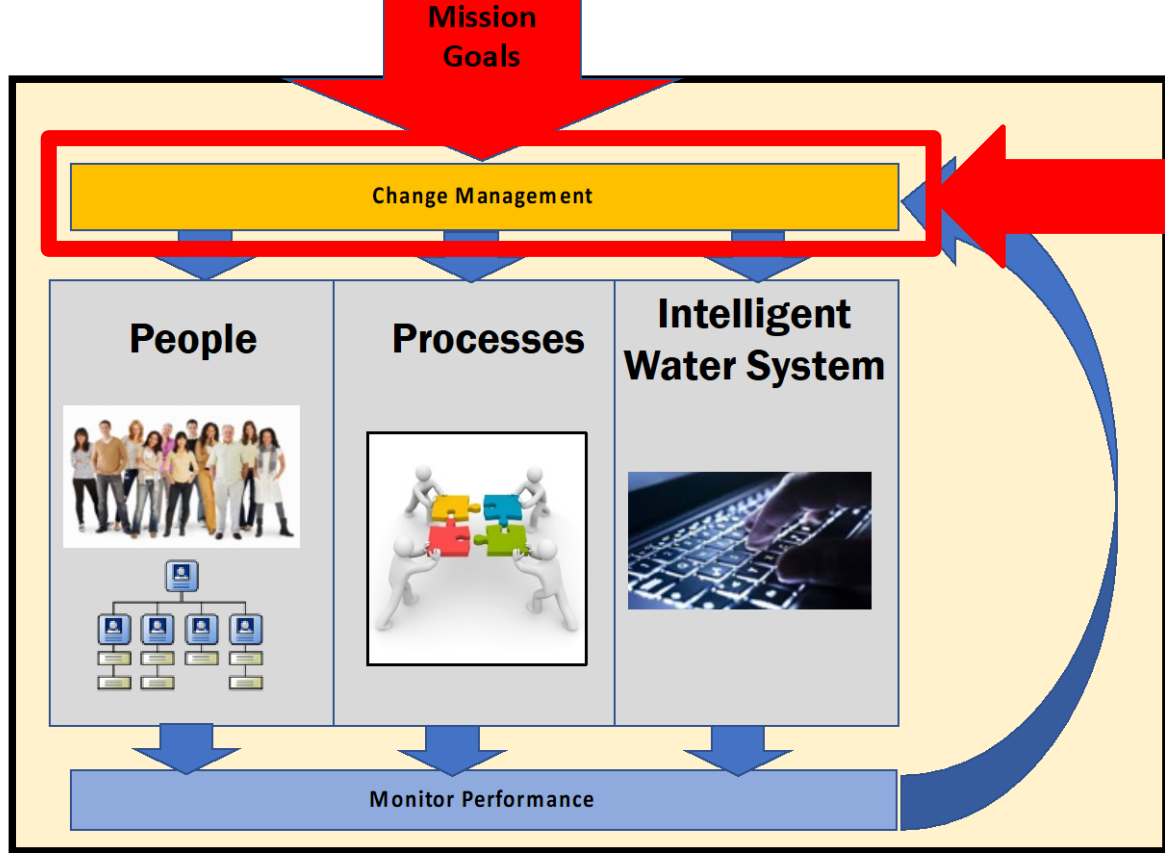 Mission
Goals
Change Management
People
Processes
Intelligent
Water System
Monitor Performance